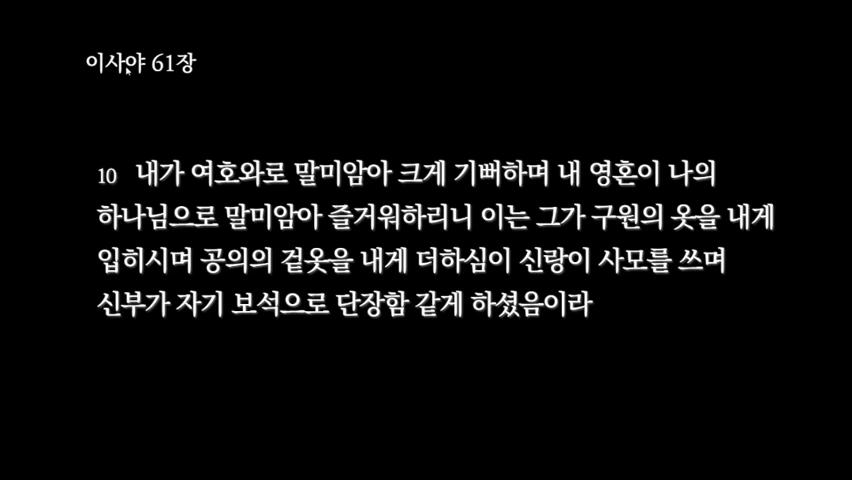 이사야 61장
10 내가 여호와로 말미암아 크게 기뻐하며 내 영혼이 나의
하나님으로 말미암아 즐거워하리니 이는 그가 구원의 옷을 내게
입히시며 공의의 겉옷을 내게 더하심이 신랑이 사모를 쓰며
신부가 자기 보석으로 단장함 같게 하셨음이라